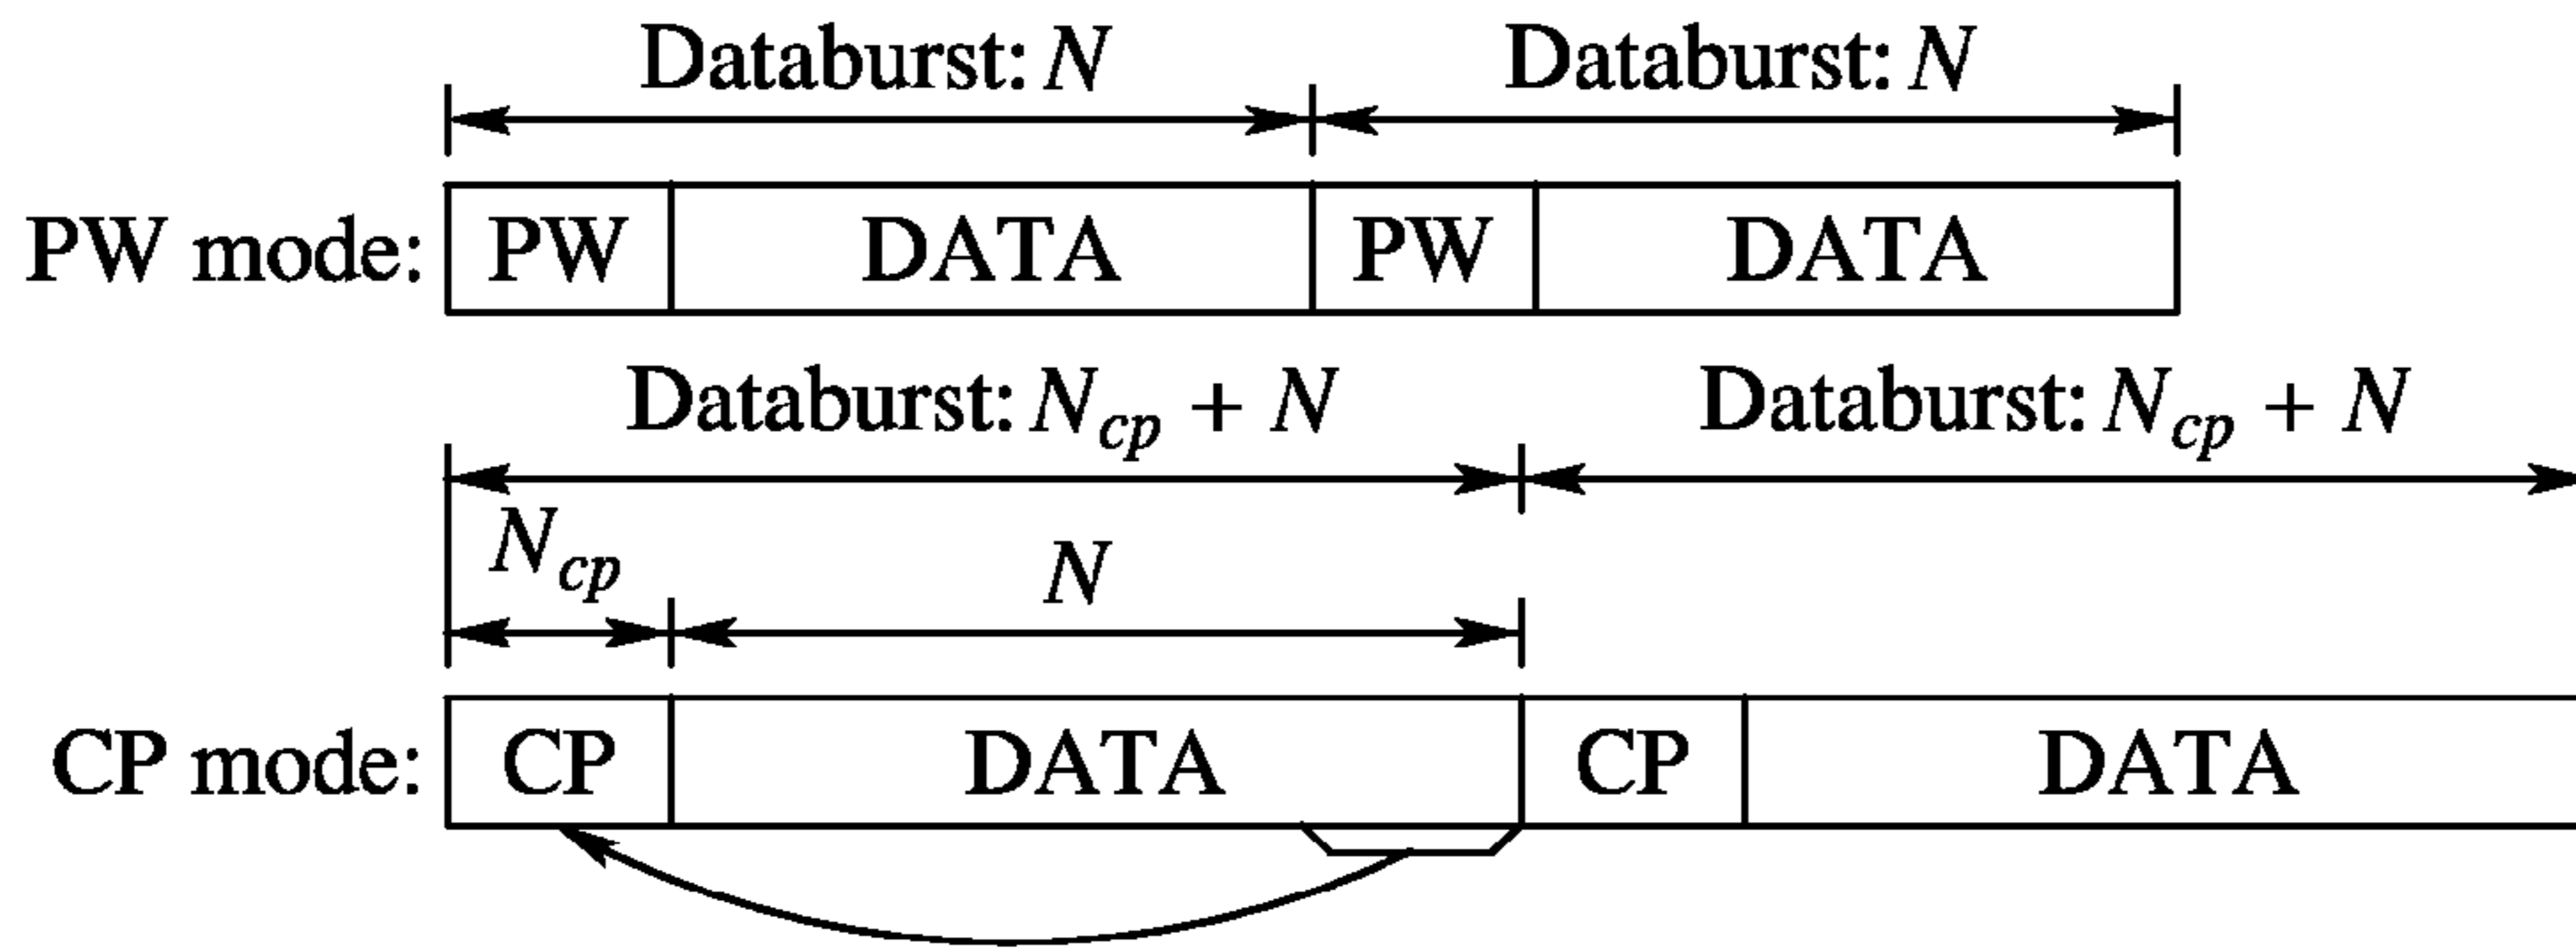 Databurst: N Databurst: N
PW mode: PW DATA PW DATA
Databurst: N_cp + N Databurst: N_cp + N
N_cp N
CP mode: CP DATA CP DATA